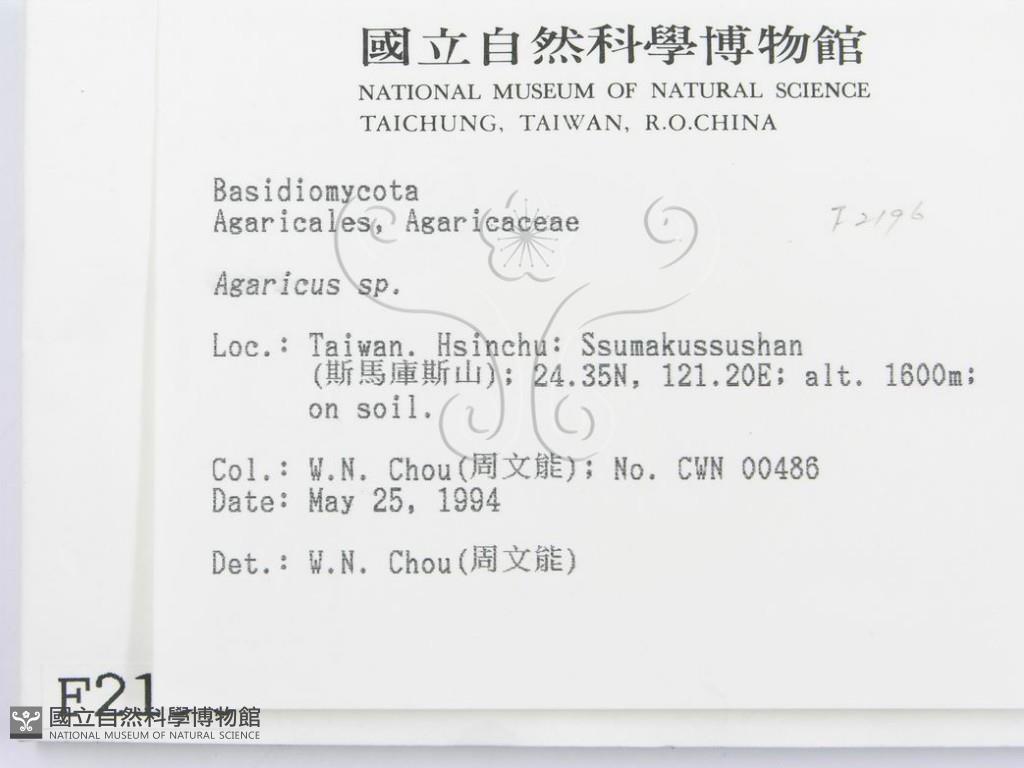 國立自然科學博物館
NATIONAL MUSEUM OF NATURAL SCIENCE
TAICHUNG, TAIWAN, R.O.CHINA
Basidiomycota
Agaricales, Agaricaceae
F2196
Agaricus sp.
Loc.: Taiwan. Hsinchu: Ssumakussushan
(斯馬庫斯山); 24.35N, 121.20E; alt. 1600m;
on soil.
Col.: W.N. Chou(周文能); No. CWN 00486
Date: May 25, 1994
Det.: W.N. Chou(周文能)
F21
國立自然科學博物館
NATIONAL MUSEUM OF NATURAL SCIENCE